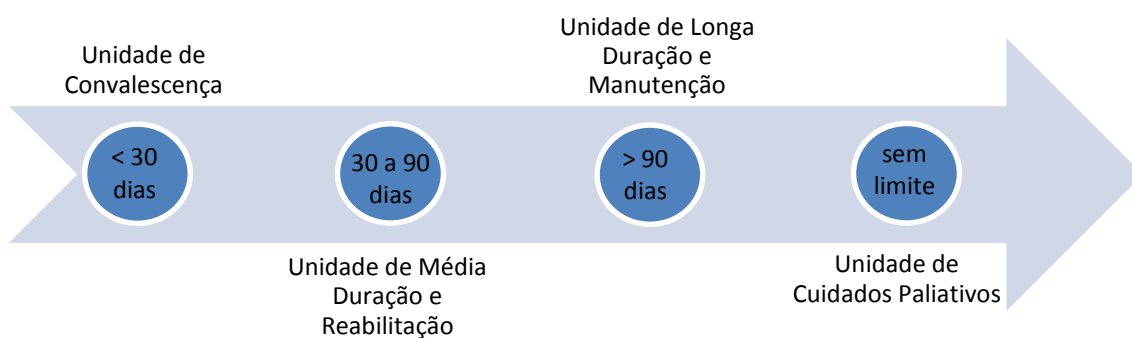 Unidade de
Convalescença
< 30
dias
30 a 90
dias
Unidade de Média
Duração e
Reabilitação
Unidade de Longa
Duração e
Manutenção
> 90
dias
sem
limite
Unidade de
Cuidados Paliativos